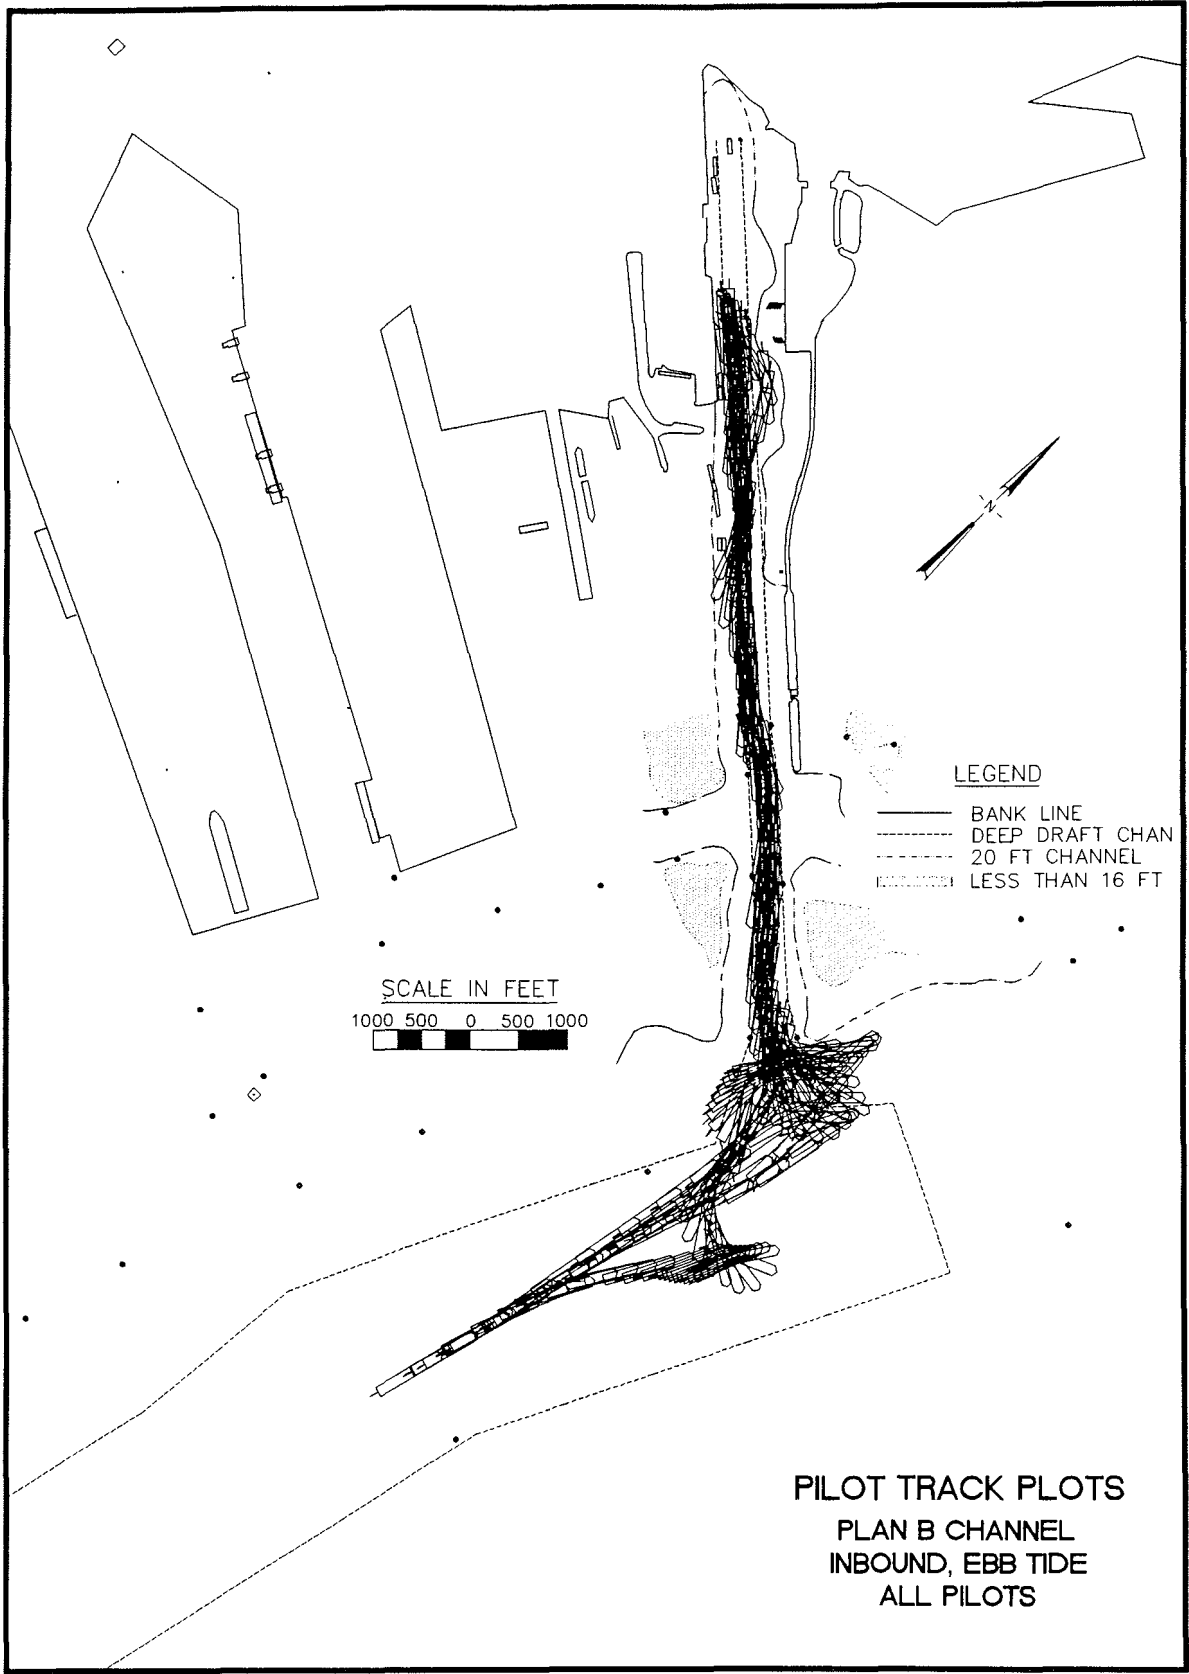 N
LEGEND
BANK LINE
DEEP DRAFT CHAN
20 FT CHANNEL
LESS THAN 16 FT
SCALE IN FEET
1000 500 0 500 1000
PILOT TRACK PLOTS
PLAN B CHANNEL
INBOUND, EBB TIDE
ALL PILOTS